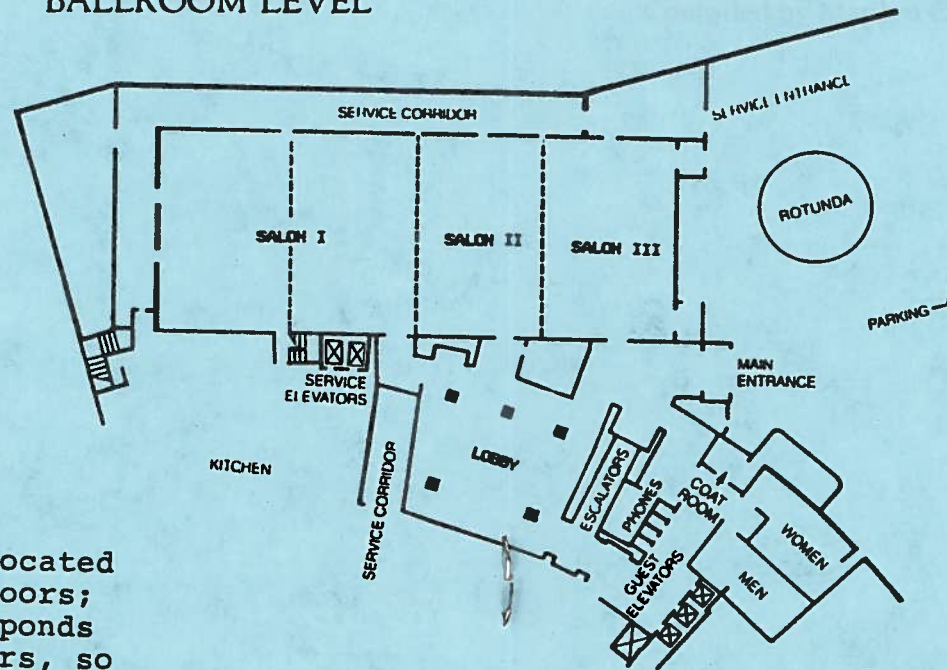 BALLROOM LEVEL
SERVICE CORRIDOR
SERVICE ENTRANCE
ROTUNDA
SALON I
SALON II
SALON III
PARKING
MAIN
ENTRANCE
SERVICE
ELEVATORS
KITCHEN
SERVICE CORRIDOR
LOBBY
ESCALATORS
PHONES
COAT
ROOM
WOMEN
MEN
GUEST
ELEVATORS
ocated
oors;
ponds
rs, so